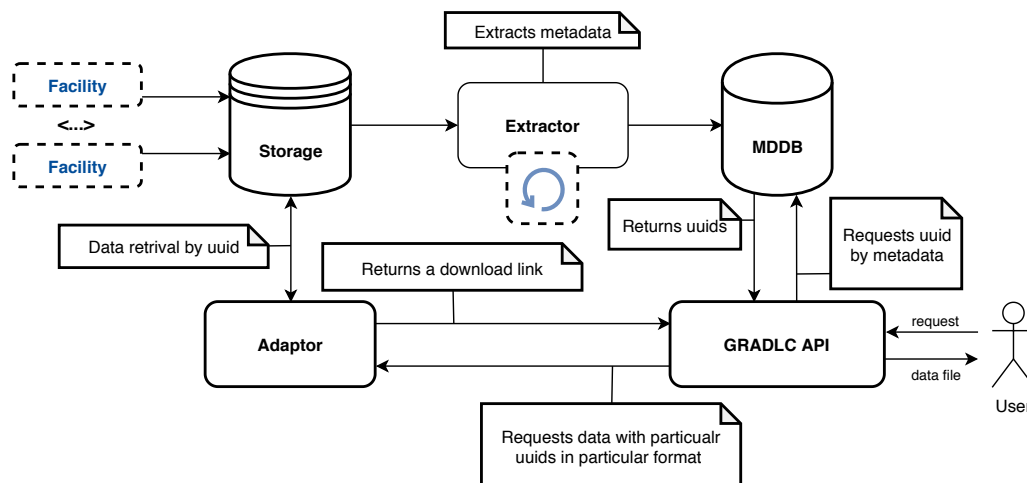 Extracts metadata
Facility
<...>
Facility
Storage
Extractor
MDDB
Data retrival by uuid
Returns a download link
Returns uuids
Requests uuid
by metadata
Adaptor
GRADLC API
request
data file
User
Requests data with particualr
uuids in particular format